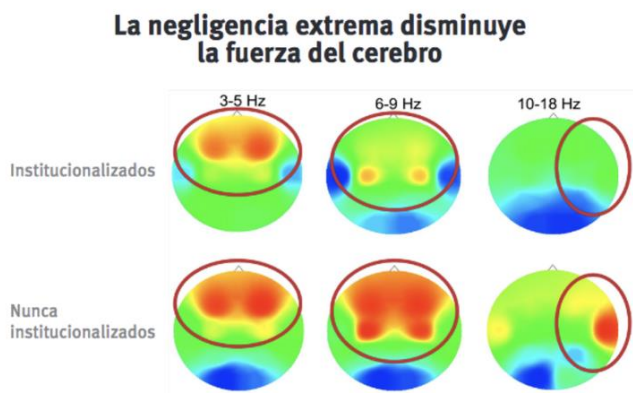 La negligencia extrema disminuye
la fuerza del cerebro
3-5 Hz
6-9 Hz
10-18 Hz
Institucionalizados
Nunca
institucionalizados